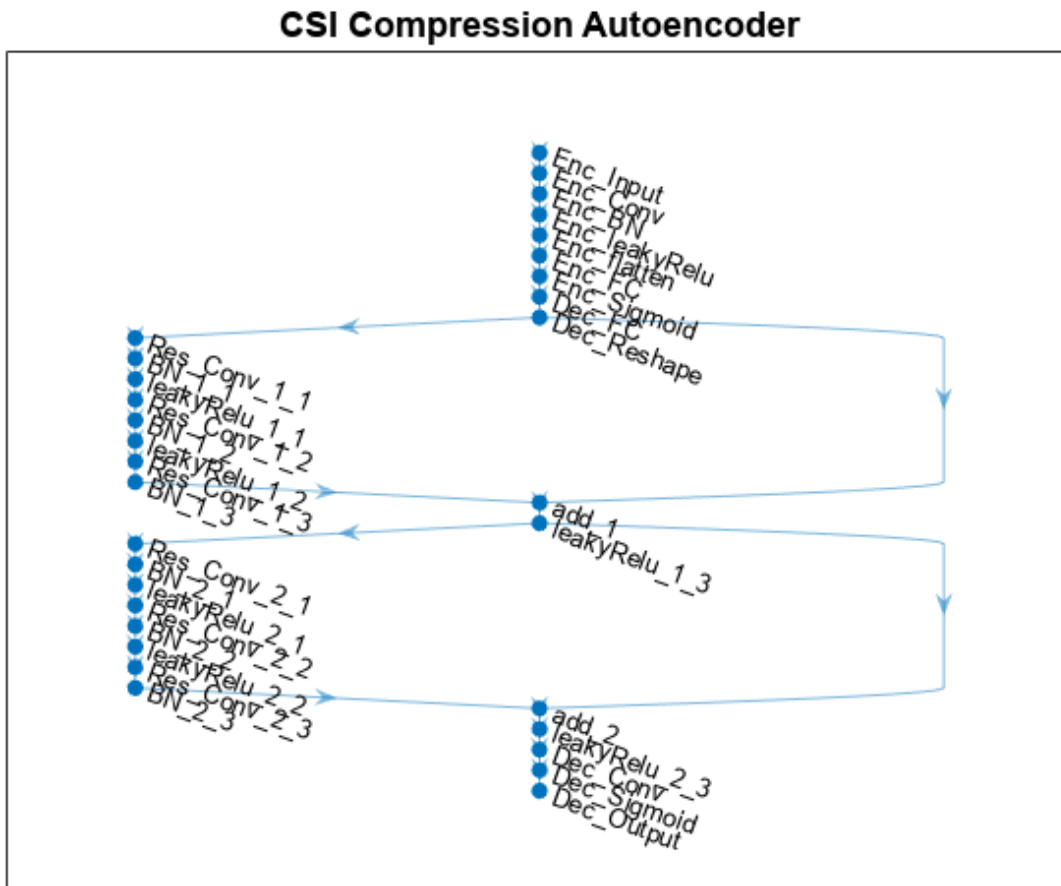 CSI Compression Autoencoder
Enc_Input
Enc_Conv
Enc_BN
Enc_leakyRelu
Enc_flatten
Enc_FC
Enc_Sigmoid
Dec_FC
Dec_Reshape
Res_Conv_1_1
BN_1_1
leakyRelu_1_1
Res_Conv_1_2
BN_1_2
leakyRelu_1_2
Res_Conv_1_3
BN_1_3
add_1
leakyRelu_1_3
Res_Conv_2_1
BN_2_1
leakyRelu_2_1
Res_Conv_2_2
BN_2_2
leakyRelu_2_2
Res_Conv_2_3
BN_2_3
add_2
leakyRelu_2_3
Dec_Conv
Dec_Sigmoid
Dec_Output